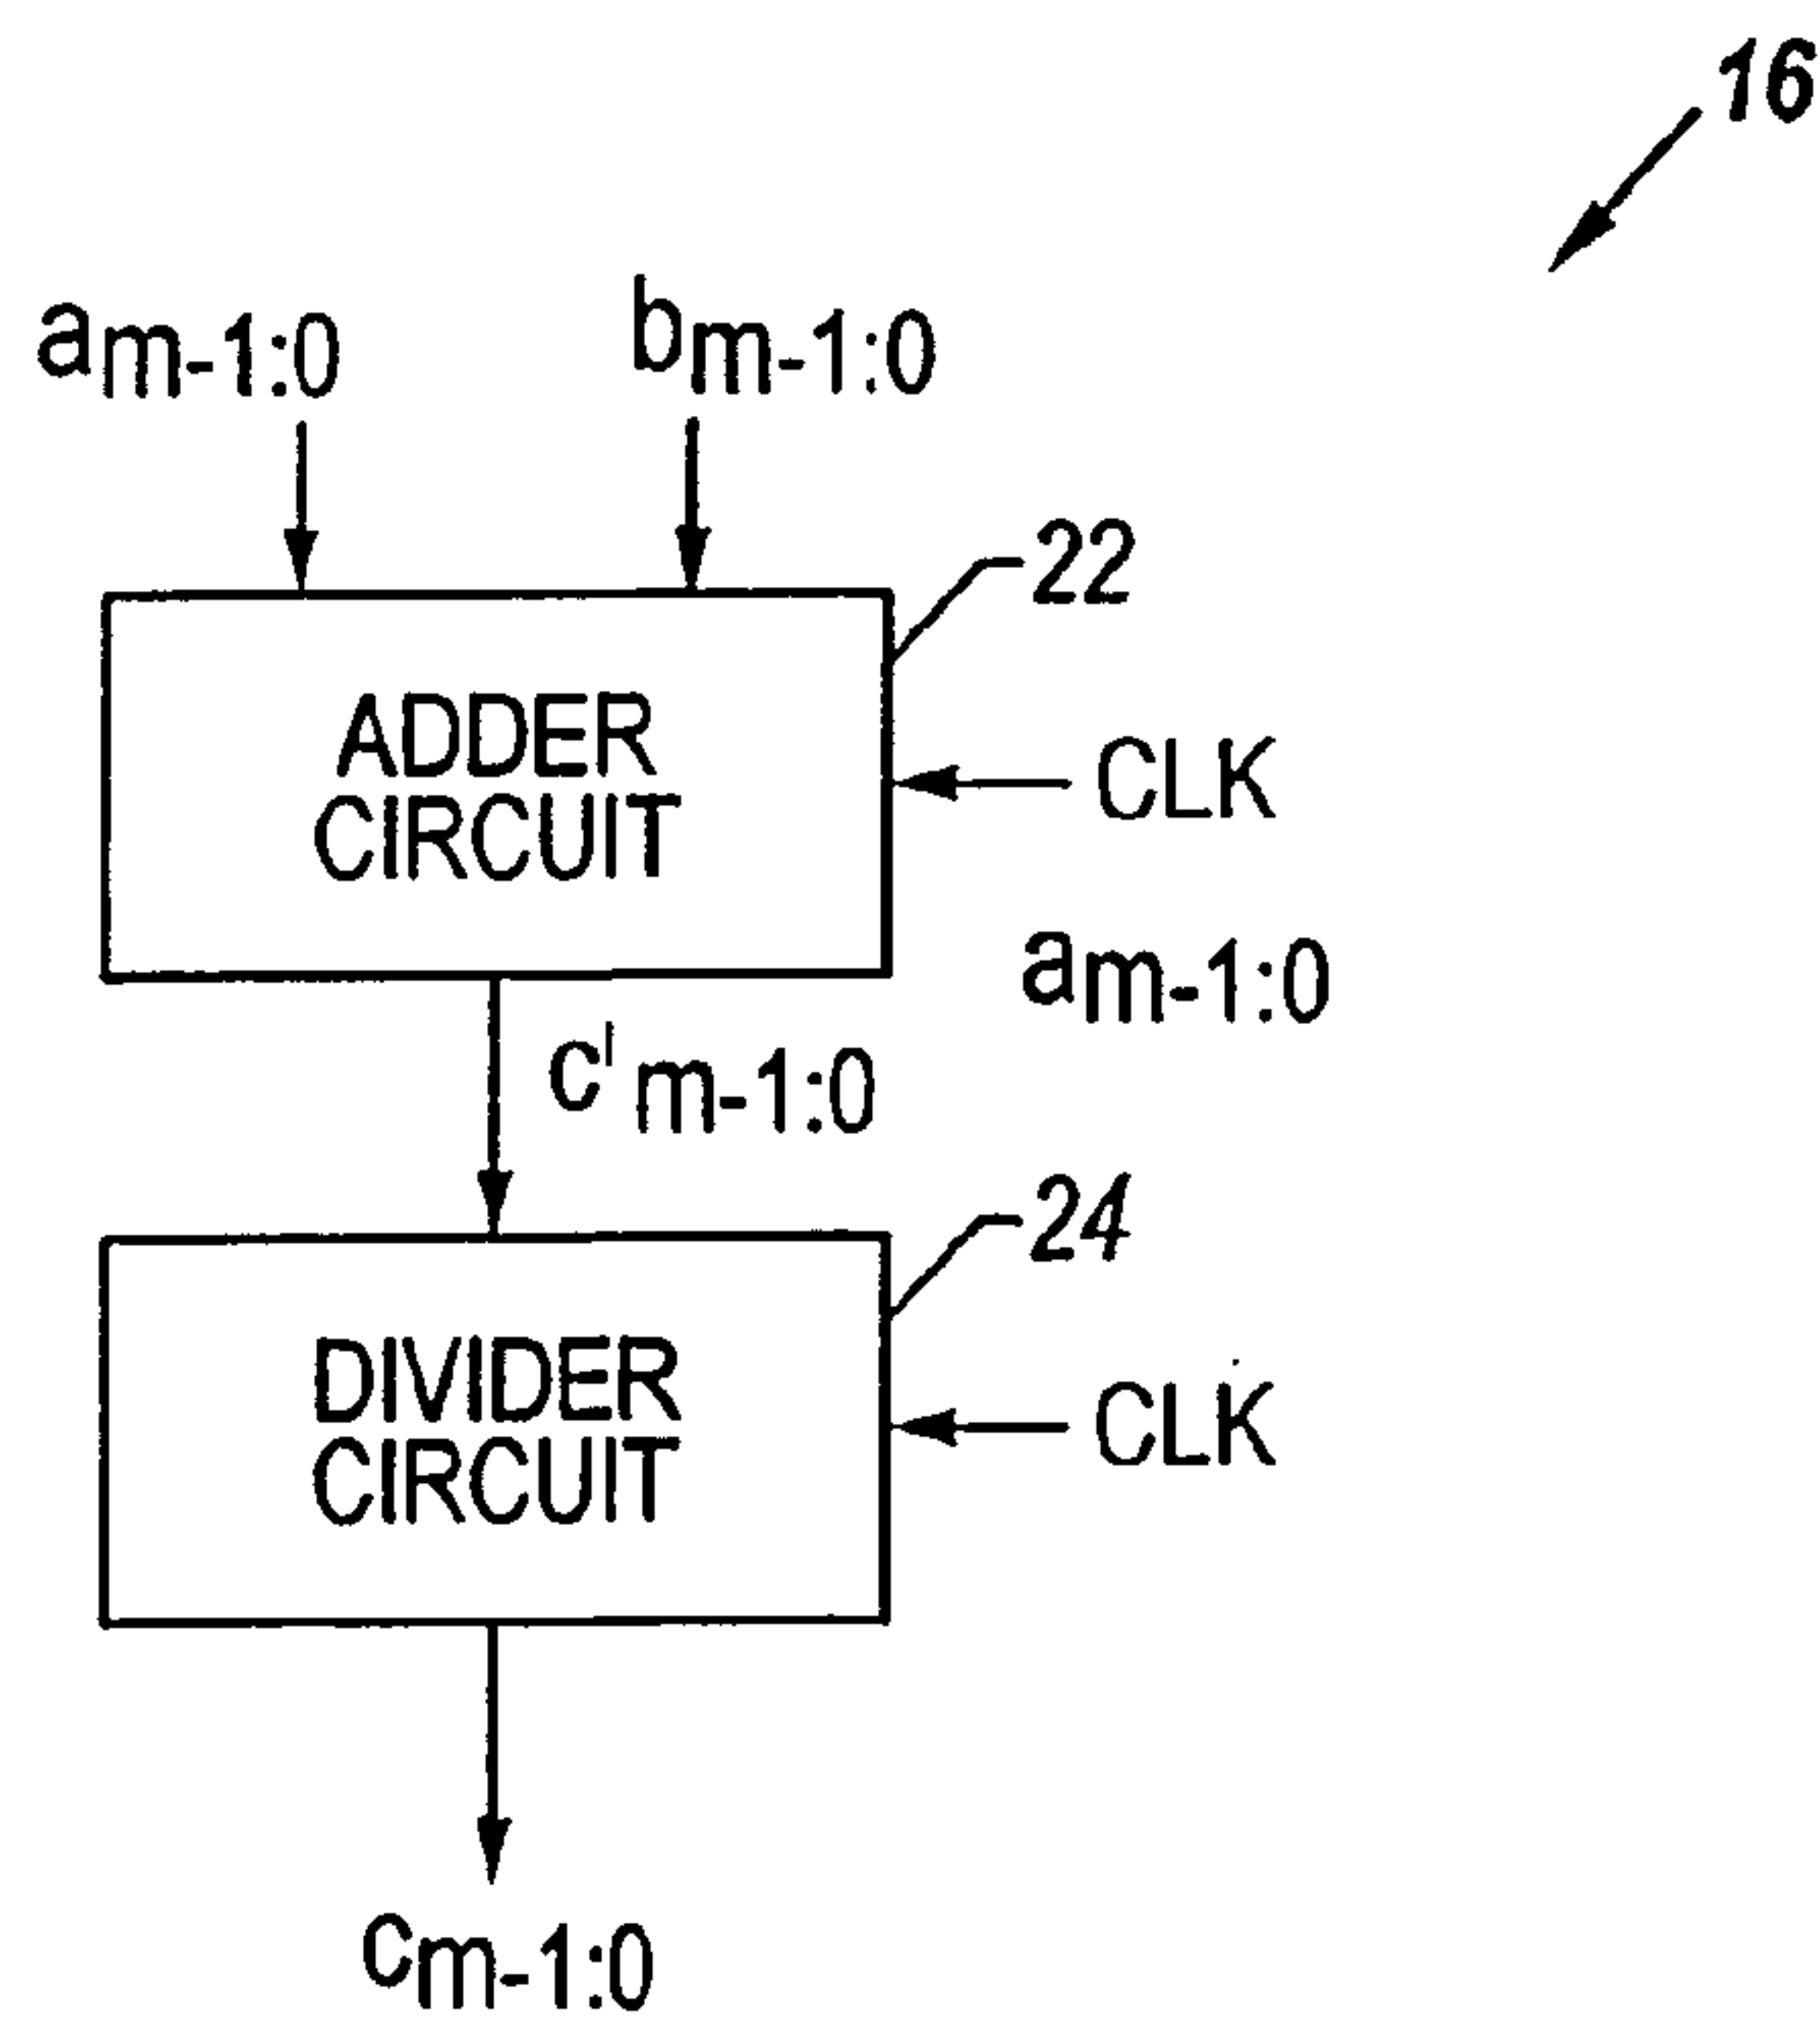 16
am-1:0
bm-1:0
22
ADDER
CIRCUIT
CLK
am-1:0
c'm-1:0
24
DIVIDER
CIRCUIT
CLK
cm-1:0